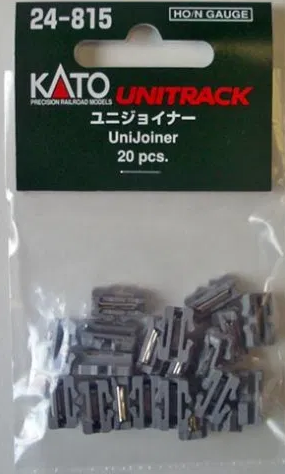 24-815
HO/N GAUGE
KATO UNITRACK
PRECISION RAILROAD MODELS
ユニジョイナー
UniJoiner
20 pcs.